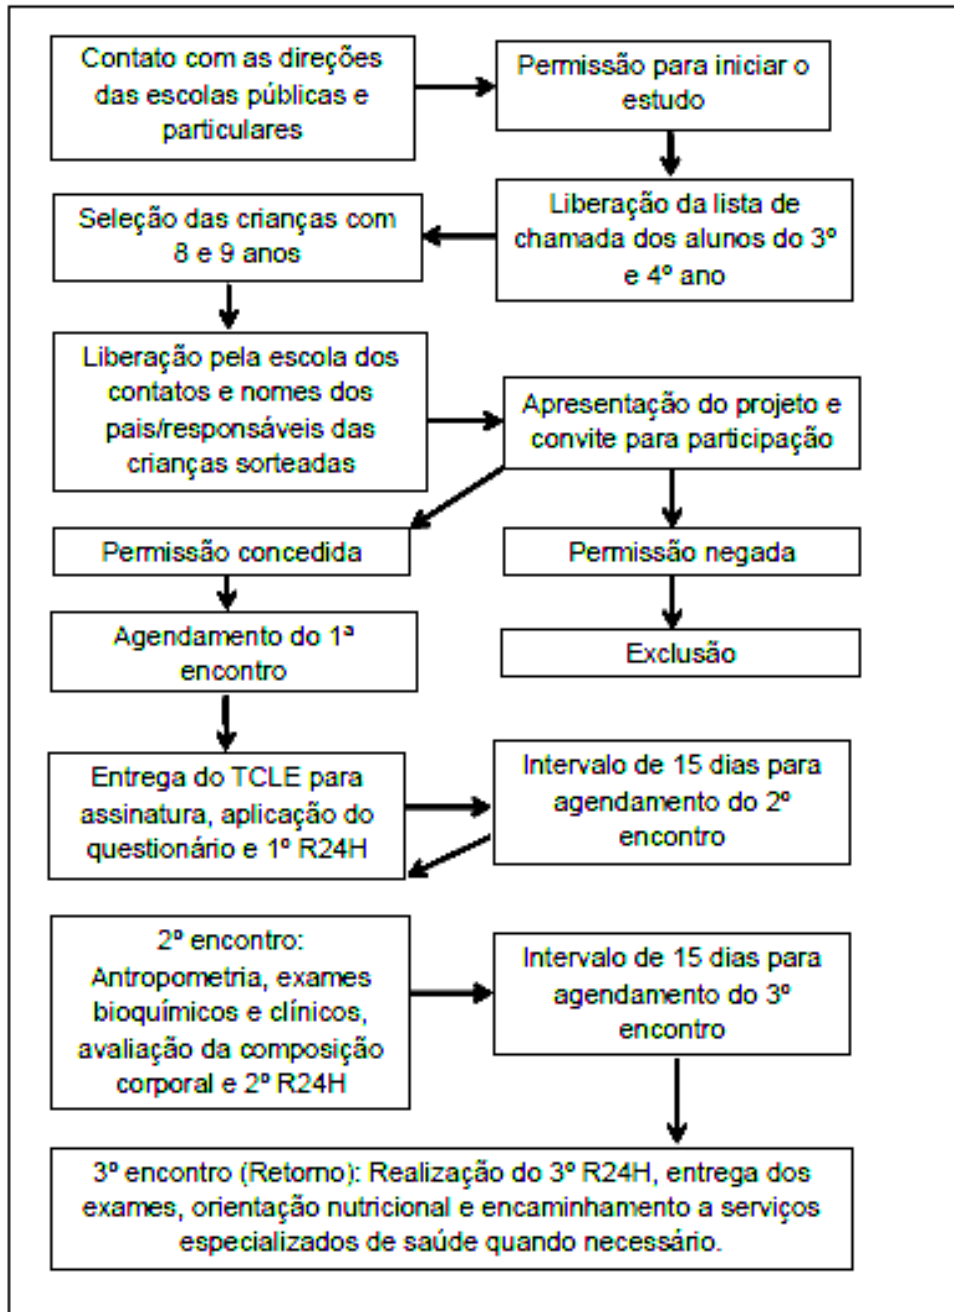 Contato com as direções
das escolas públicas e
particulares
Permissão para iniciar o
estudo
Liberação da lista de
chamada dos alunos do 3º
e 4º ano
Seleção das crianças com
8 e 9 anos
Liberação pela escola dos
contatos e nomes dos
pais/responsáveis das
crianças sorteadas
Apresentação do projeto e
convite para participação
Permissão concedida
Permissão negada
Agendamento do 1ª
encontro
Exclusão
Entrega do TCLE para
assinatura, aplicação do
questionário e 1º R24H
Intervalo de 15 dias para
agendamento do 2º
encontro
2º encontro:
Antropometria, exames
bioquímicos e clínicos,
avaliação da composição
corporal e 2º R24H
Intervalo de 15 dias para
agendamento do 3º
encontro
3º encontro (Retorno): Realização do 3º R24H, entrega dos
exames, orientação nutricional e encaminhamento a serviços
especializados de saúde quando necessário.